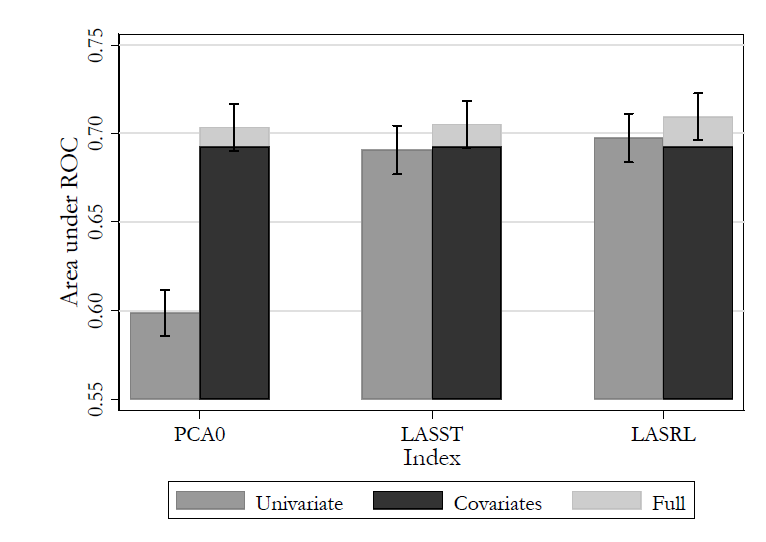 0.75
0.70
0.65
0.60
0.55
Area under ROC
PCA0 LASST LASRL
Index
Univariate Covariates Full